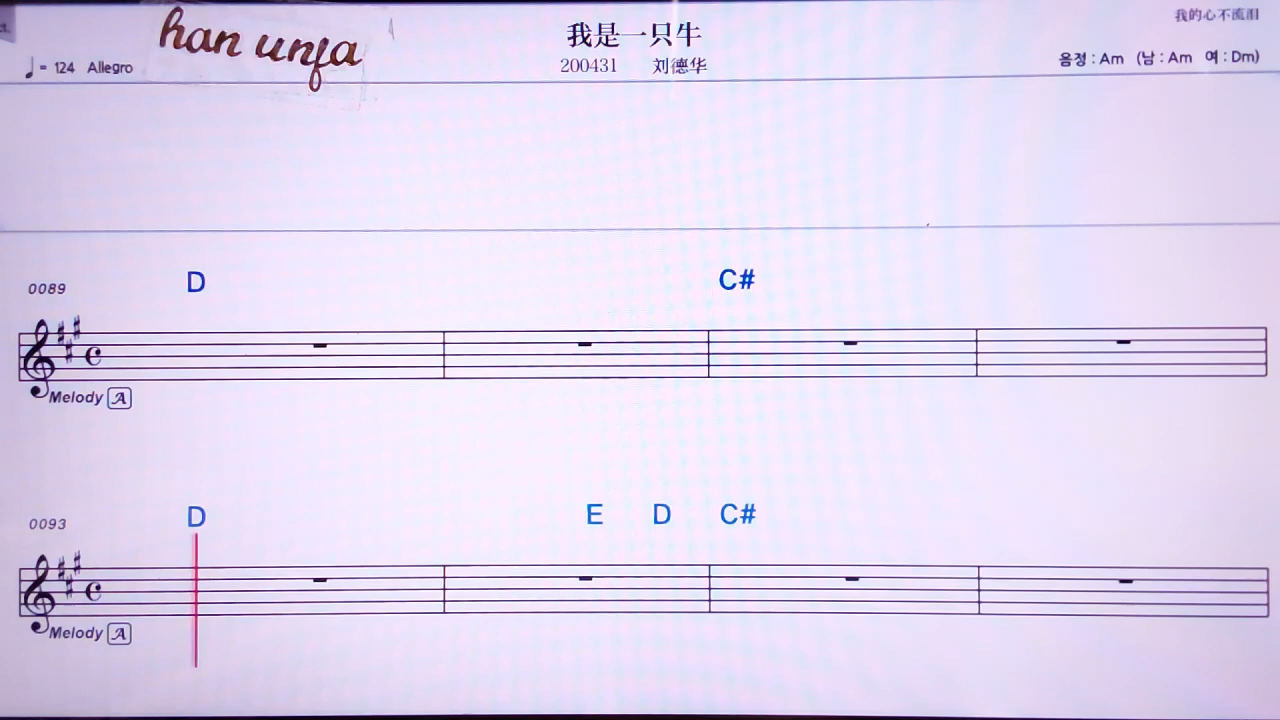 我的心不流泪
han unfa
我是一只牛
♩= 124 Allegro
200431 刘德华
음정 : Am (남 : Am 여 : Dm)
0089
D C#
Melody A
0093
D E D C#
Melody A